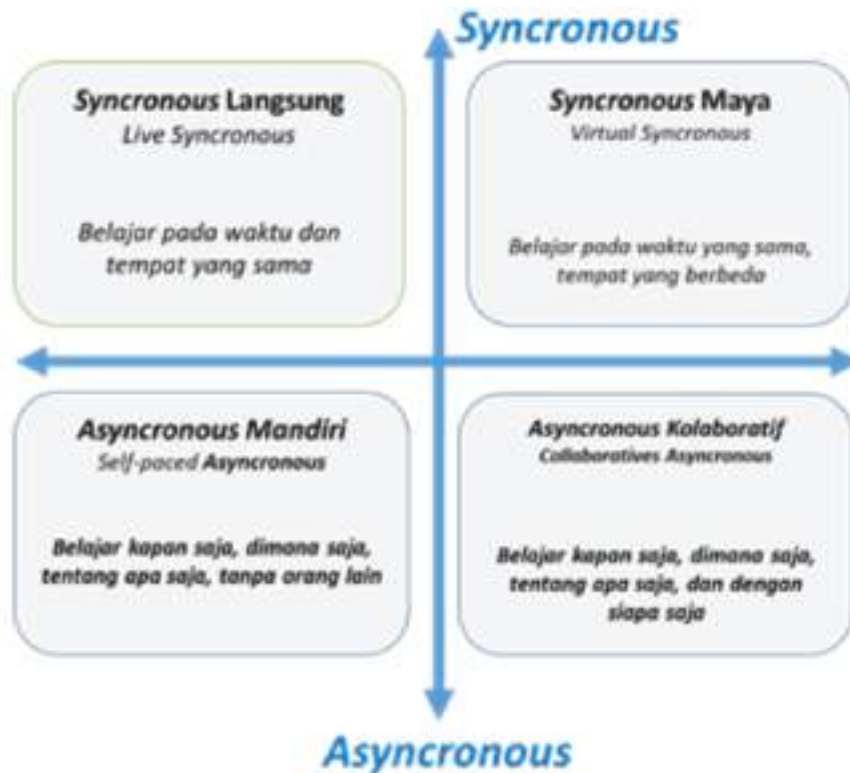 Syncronous
Syncronous Langsung
Live Syncronous
Belajar pada waktu dan
tempat yang sama
Syncronous Maya
Virtual Syncronous
Belajar pada waktu yang sama,
tempat yang berbeda
Asyncronous Mandiri
Self-paced Asyncronous
Belajar kapan saja, dimana saja,
tentang apa saja, tanpa orang lain
Asyncronous Kolaboratif
Collaboratives Asyncronous
Belajar kapan saja, dimana saja,
tentang apa saja, dan dengan
siapa saja
Asyncronous